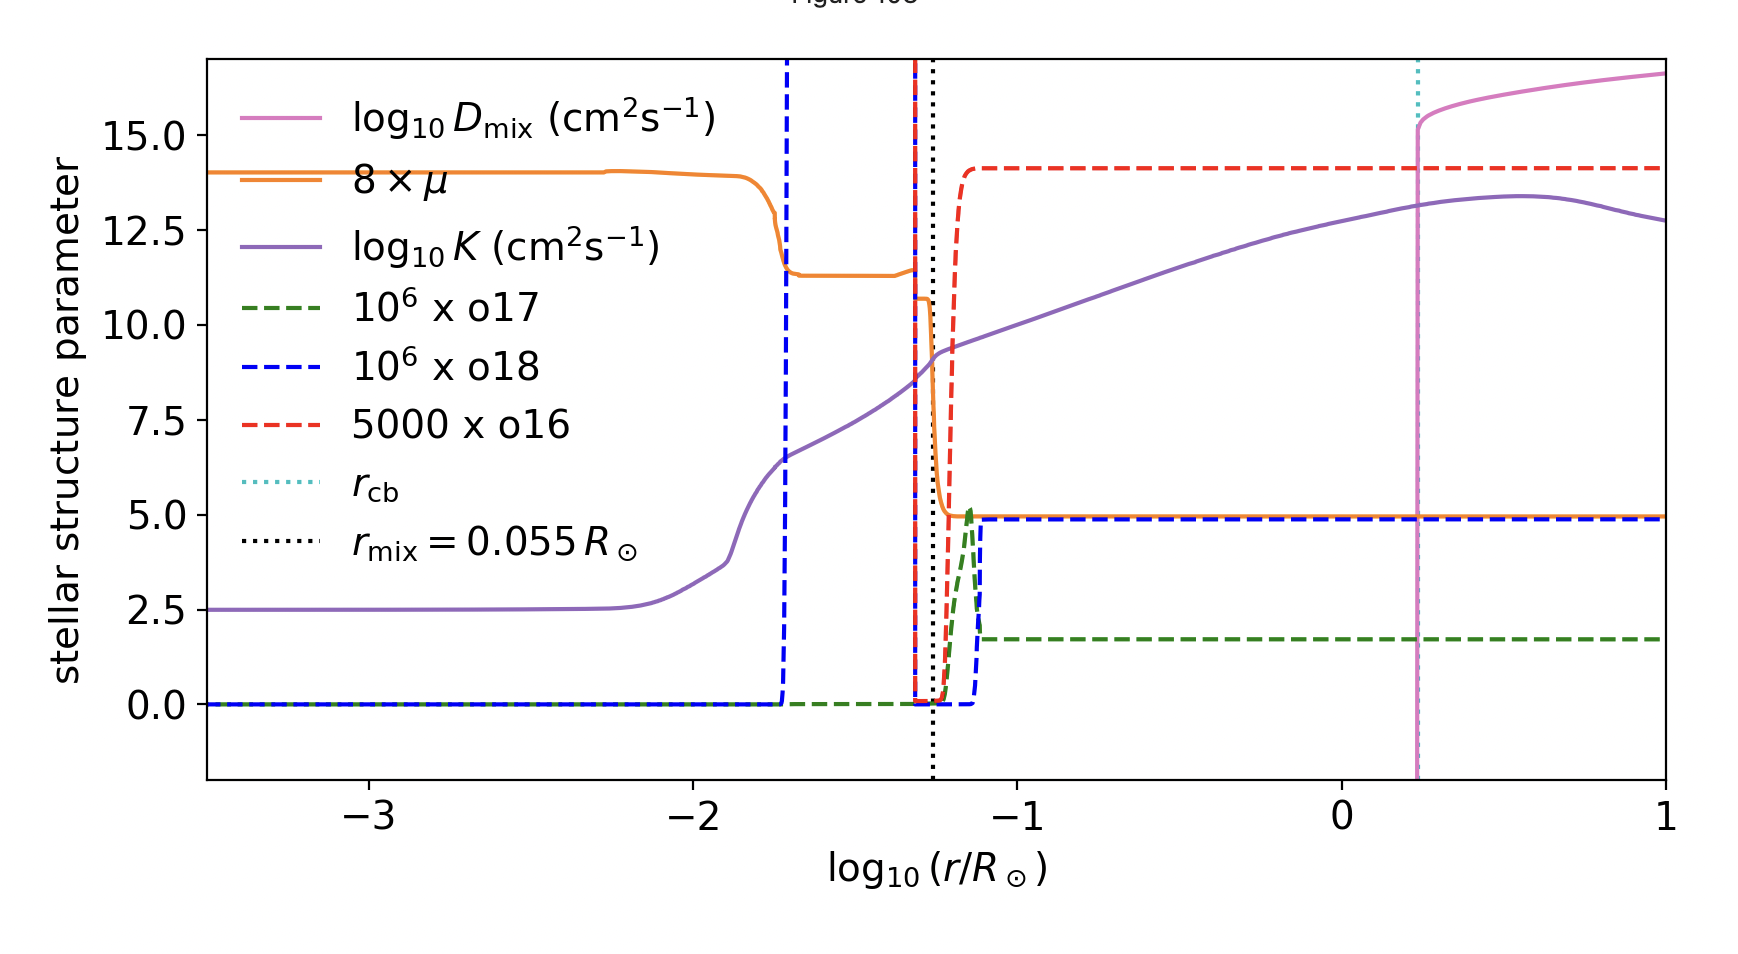 log₁₀ D_mix (cm²s⁻¹)
8 × μ
log₁₀ K (cm²s⁻¹)
10⁶ x o17
10⁶ x o18
5000 x o16
r_cb
r_mix = 0.055 R_⊙
stellar structure parameter
15.0
12.5
10.0
7.5
5.0
2.5
0.0
−3
−2
−1
0
1
log₁₀ (r/R_⊙)